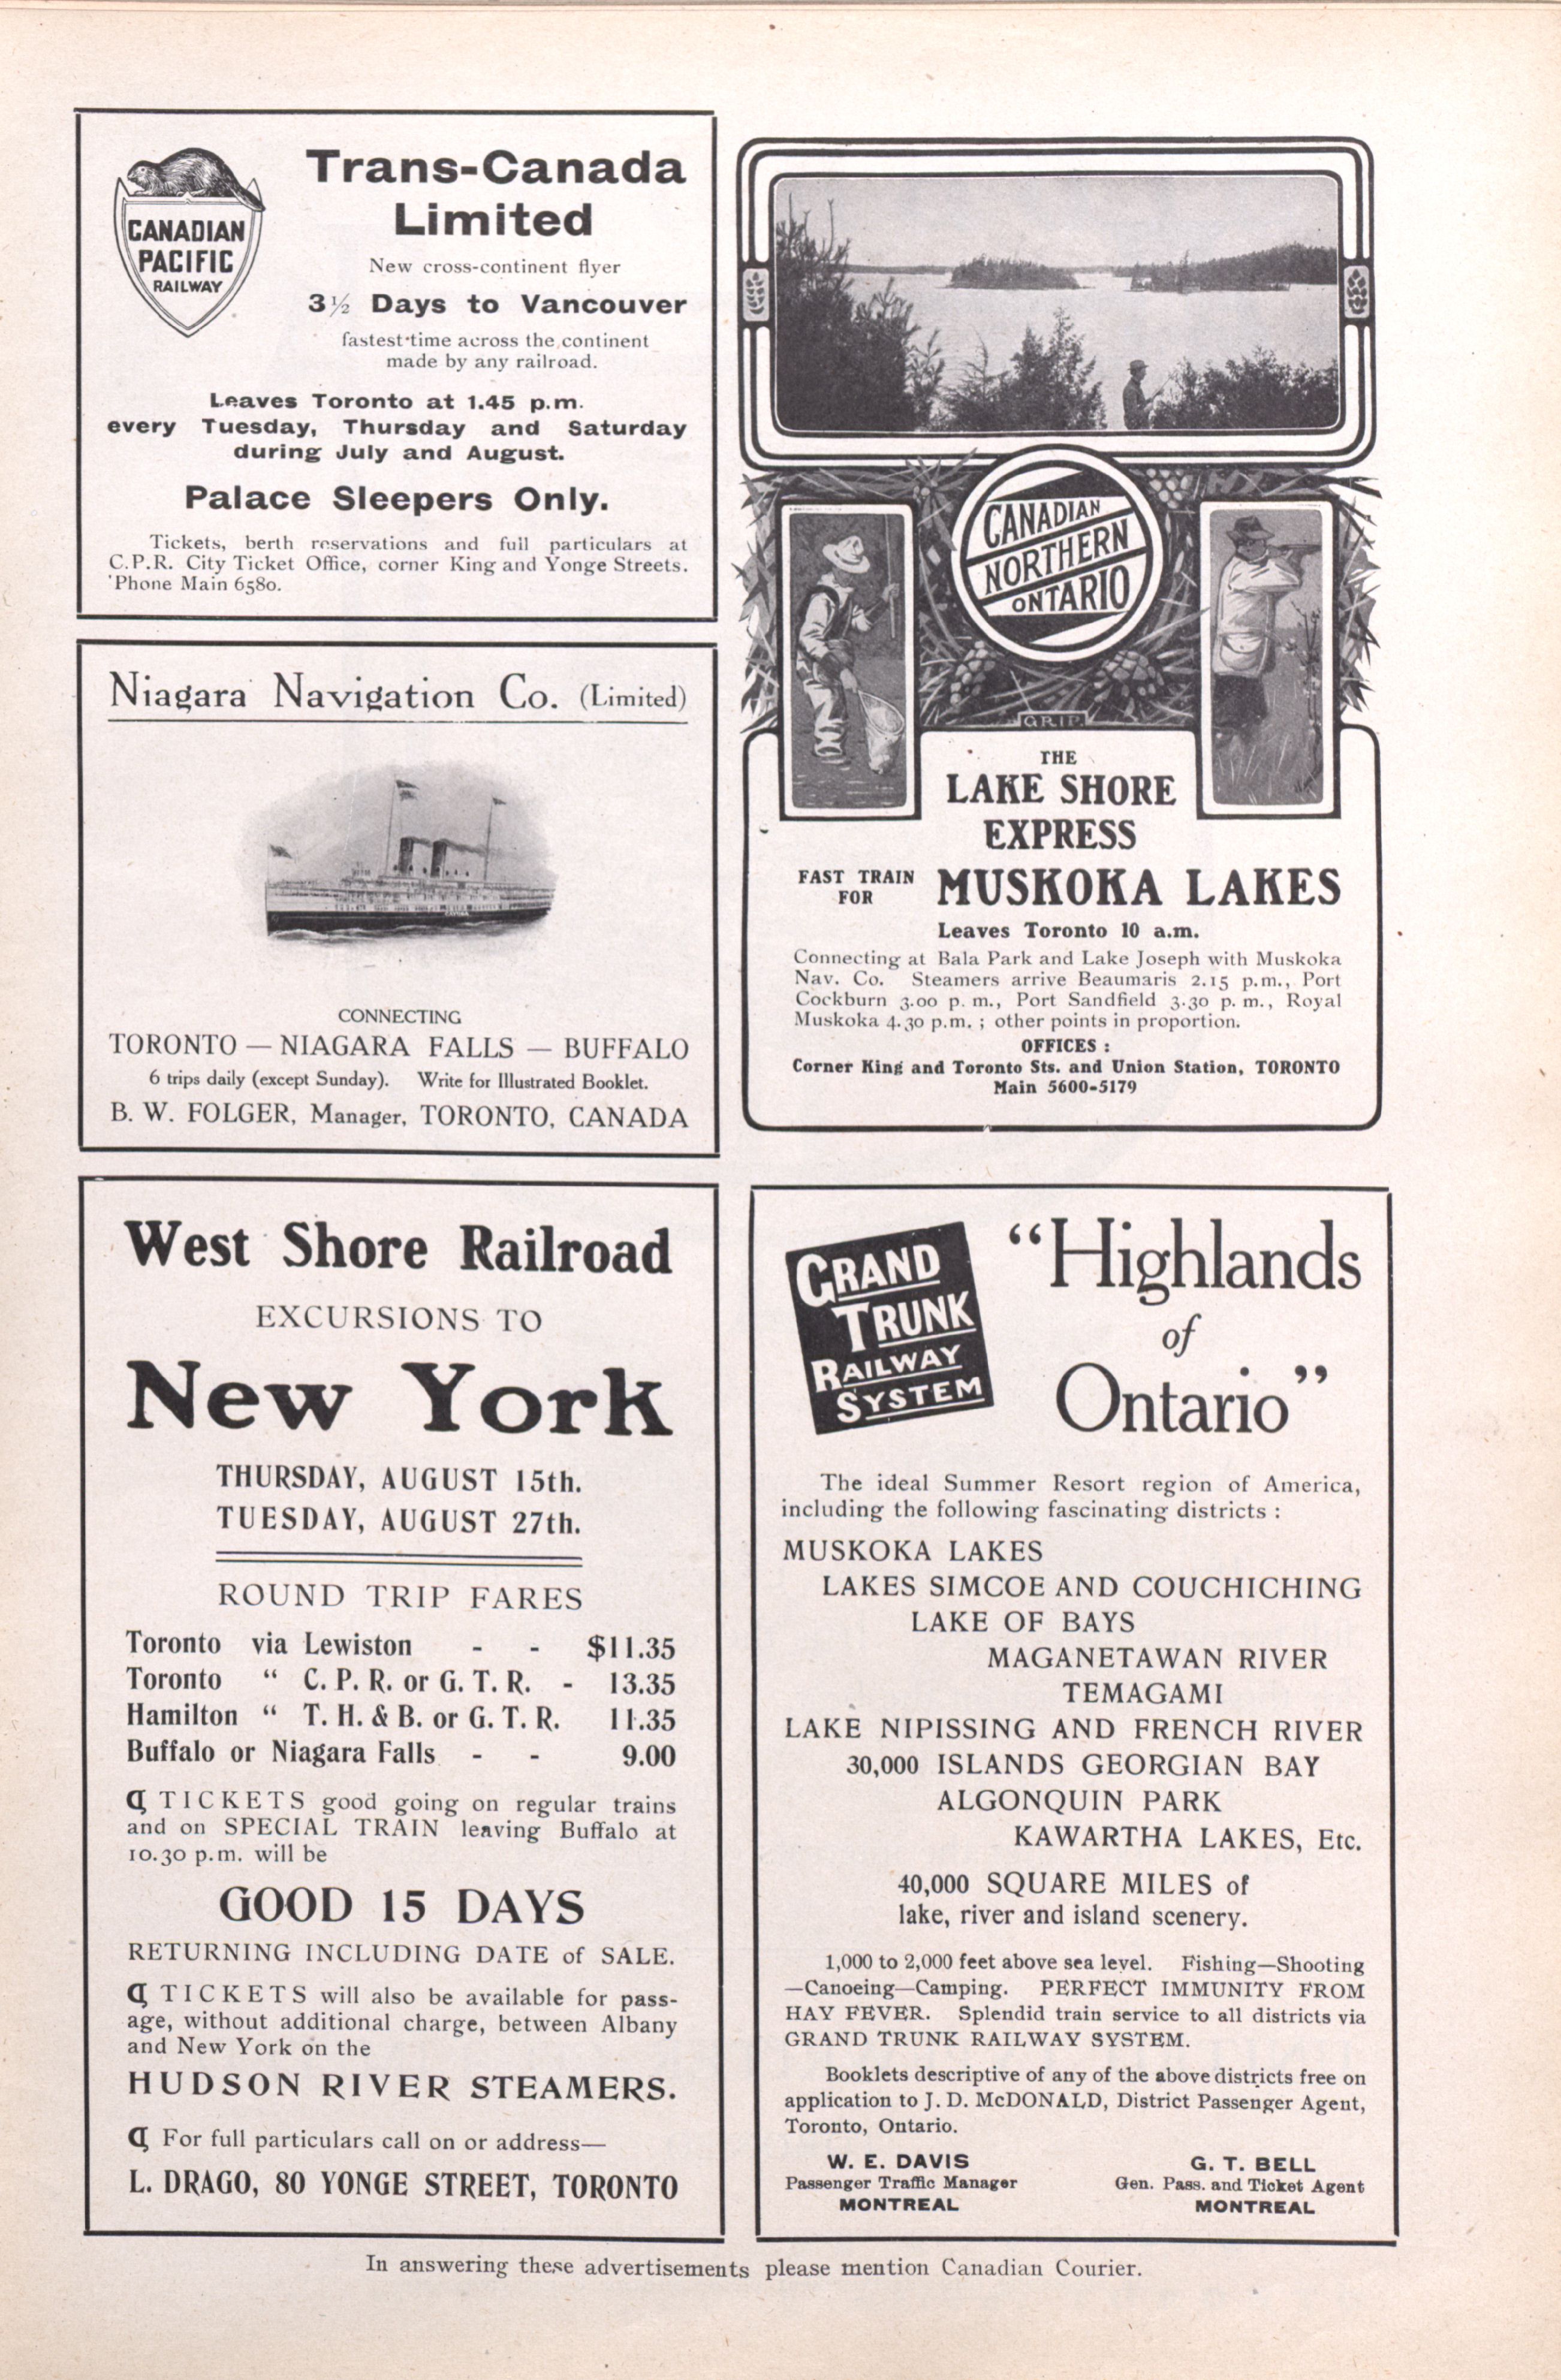 CANADIAN
PACIFIC
RAILWAY
Trans-Canada
Limited
New cross-continent flyer
3½ Days to Vancouver
fastest time across the continent
made by any railroad.
Leaves Toronto at 1.45 p.m.
every Tuesday, Thursday and Saturday
during July and August.
Palace Sleepers Only.
Tickets, berth reservations and full particulars at
C.P.R. City Ticket Office, corner King and Yonge Streets.
'Phone Main 6580.
Niagara Navigation Co. (Limited)
CONNECTING
TORONTO — NIAGARA FALLS — BUFFALO
6 trips daily (except Sunday). Write for Illustrated Booklet.
B. W. FOLGER, Manager, TORONTO, CANADA
West Shore Railroad
EXCURSIONS TO
New York
THURSDAY, AUGUST 15th.
TUESDAY, AUGUST 27th.
ROUND TRIP FARES
Toronto via Lewiston - - $11.35
Toronto “ C. P. R. or G. T. R. - 13.35
Hamilton “ T. H. & B. or G. T. R. 11.35
Buffalo or Niagara Falls - - 9.00
¶ TICKETS good going on regular trains
and on SPECIAL TRAIN leaving Buffalo at
10.30 p.m. will be
GOOD 15 DAYS
RETURNING INCLUDING DATE of SALE.
¶ TICKETS will also be available for pass-
age, without additional charge, between Albany
and New York on the
HUDSON RIVER STEAMERS.
¶ For full particulars call on or address—
L. DRAGO, 80 YONGE STREET, TORONTO
CANADIAN
NORTHERN
ONTARIO
GRIP.
THE
LAKE SHORE
EXPRESS
FAST TRAIN
FOR
MUSKOKA LAKES
Leaves Toronto 10 a.m.
Connecting at Bala Park and Lake Joseph with Muskoka
Nav. Co. Steamers arrive Beaumaris 2.15 p.m., Port
Cockburn 3.00 p. m., Port Sandfield 3.30 p. m., Royal
Muskoka 4.30 p.m. ; other points in proportion.
OFFICES :
Corner King and Toronto Sts. and Union Station, TORONTO
Main 5600-5179
GRAND
TRUNK
RAILWAY
SYSTEM
“Highlands
of
Ontario”
The ideal Summer Resort region of America,
including the following fascinating districts :
MUSKOKA LAKES
LAKES SIMCOE AND COUCHICHING
LAKE OF BAYS
MAGANETAWAN RIVER
TEMAGAMI
LAKE NIPISSING AND FRENCH RIVER
30,000 ISLANDS GEORGIAN BAY
ALGONQUIN PARK
KAWARTHA LAKES, Etc.
40,000 SQUARE MILES of
lake, river and island scenery.
1,000 to 2,000 feet above sea level. Fishing—Shooting
—Canoeing—Camping. PERFECT IMMUNITY FROM
HAY FEVER. Splendid train service to all districts via
GRAND TRUNK RAILWAY SYSTEM.
Booklets descriptive of any of the above districts free on
application to J. D. McDONALD, District Passenger Agent,
Toronto, Ontario.
W. E. DAVIS
Passenger Traffic Manager
MONTREAL
G. T. BELL
Gen. Pass. and Ticket Agent
MONTREAL
In answering these advertisements please mention Canadian Courier.